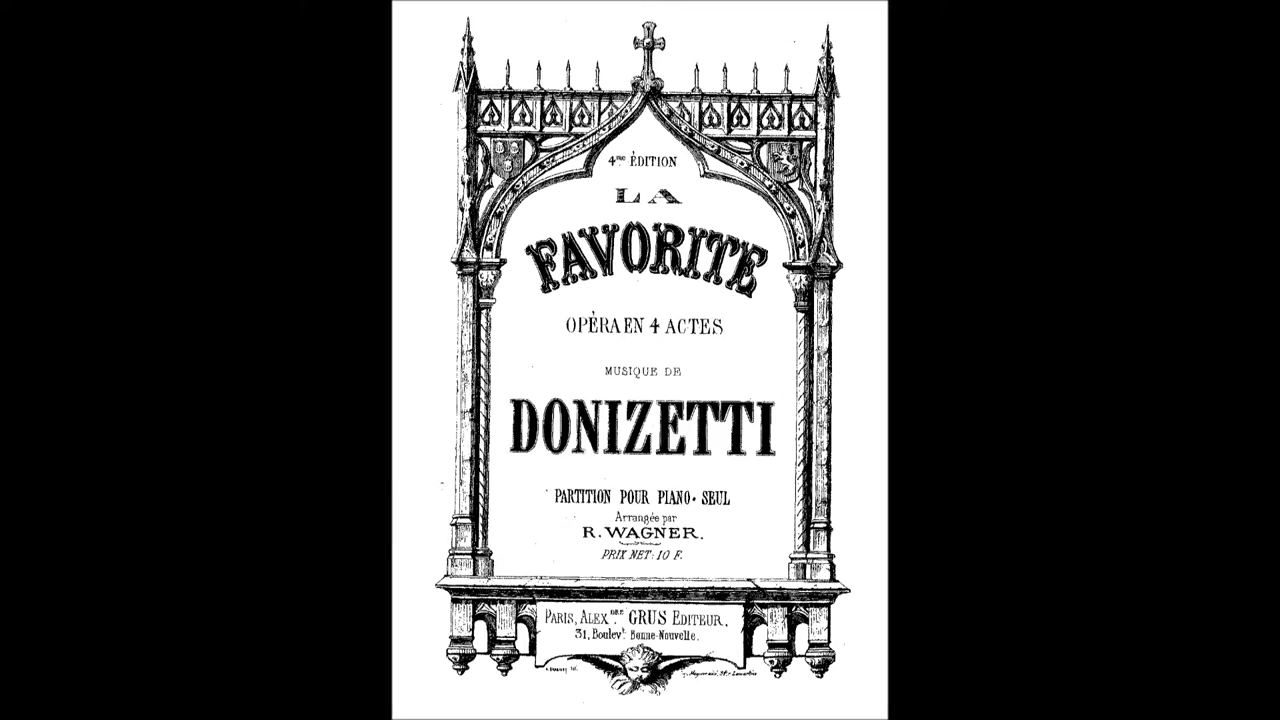 4me ÉDITION
LA
FAVORITE
OPÉRA EN 4 ACTES
MUSIQUE DE
DONIZETTI
PARTITION POUR PIANO SEUL
Arrangée par
R. WAGNER.
PRIX NET: 10 F.
PARIS, ALEXDRE GRUS EDITEUR,
31, Boulevt. Bonne-Nouvelle.